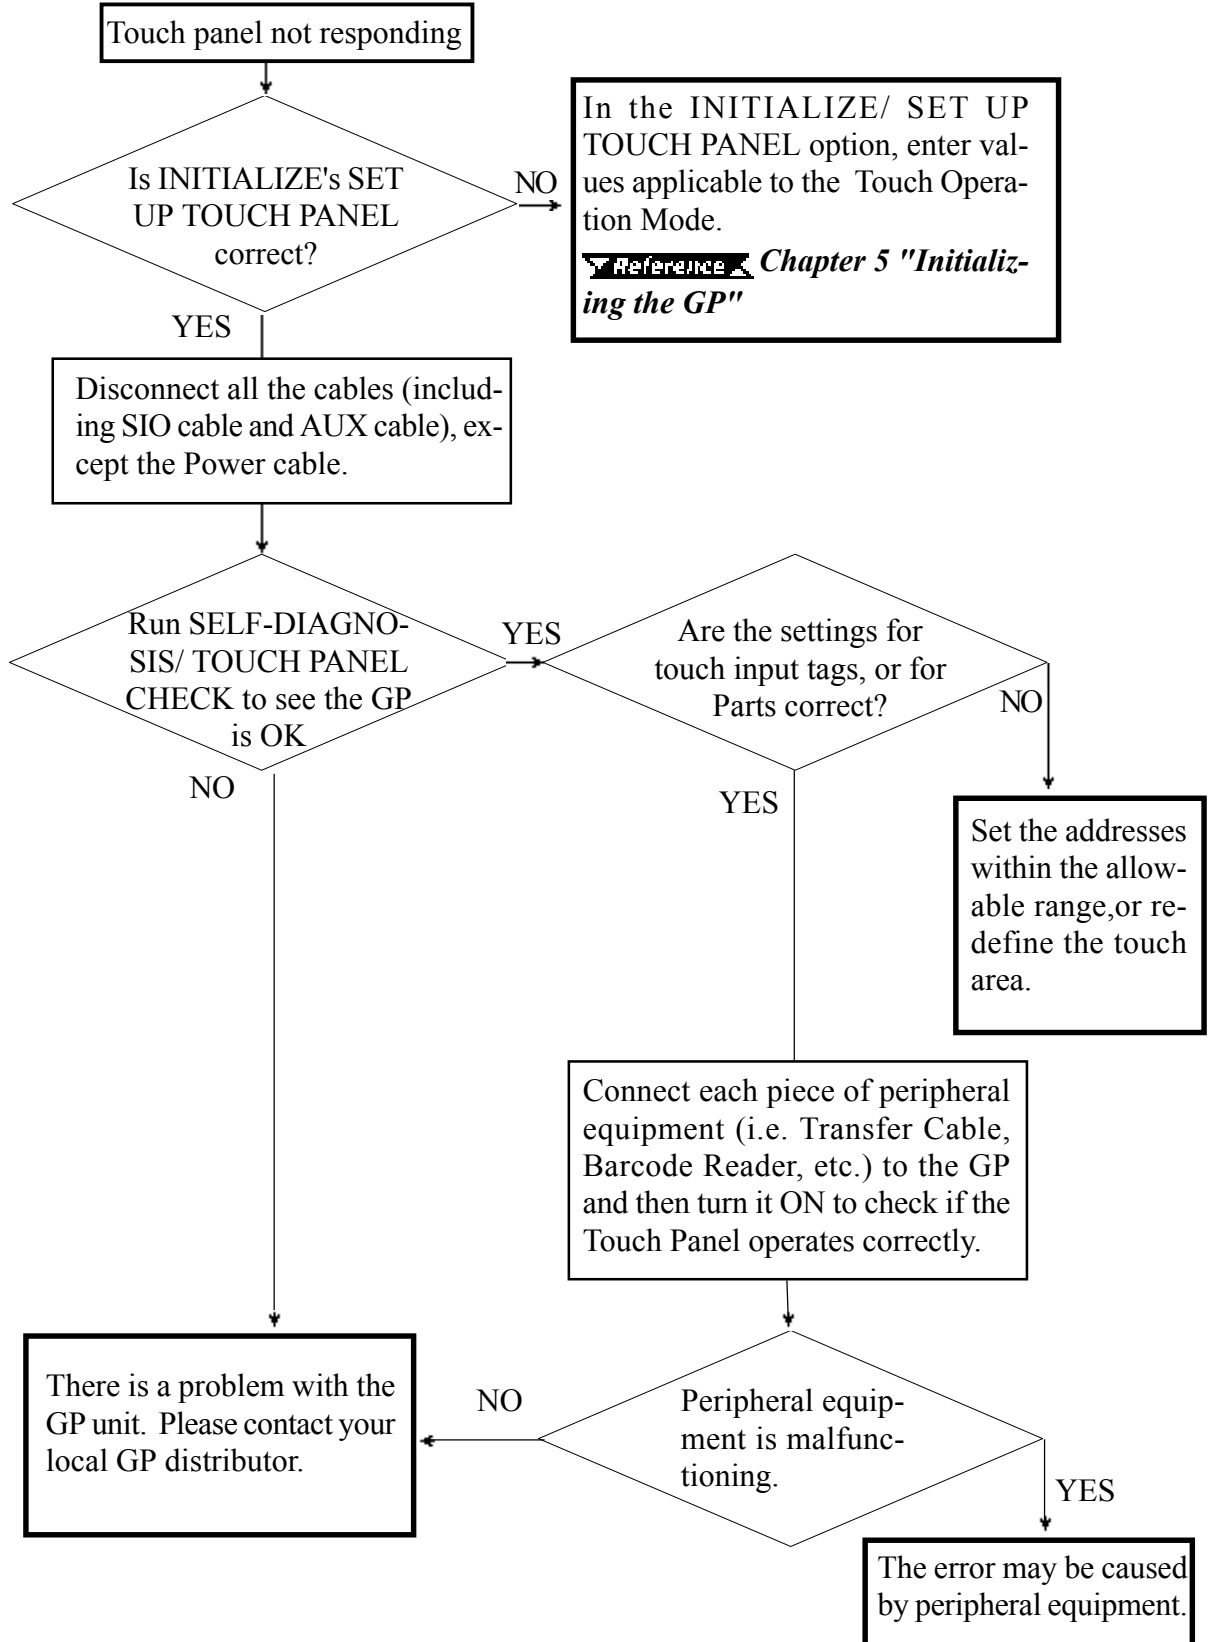 Touch panel not responding
Is INITIALIZE's SET
UP TOUCH PANEL
correct?
NO
In the INITIALIZE/ SET UP
TOUCH PANEL option, enter val-
ues applicable to the Touch Opera-
tion Mode.
Reference Chapter 5 "Initializ-
ing the GP"
YES
Disconnect all the cables (includ-
ing SIO cable and AUX cable), ex-
cept the Power cable.
Run SELF-DIAGNO-
SIS/ TOUCH PANEL
CHECK to see the GP
is OK
YES
Are the settings for
touch input tags, or for
Parts correct?
NO
NO
YES
Set the addresses
within the allow-
able range,or re-
define the touch
area.
Connect each piece of peripheral
equipment (i.e. Transfer Cable,
Barcode Reader, etc.) to the GP
and then turn it ON to check if the
Touch Panel operates correctly.
There is a problem with the
GP unit. Please contact your
local GP distributor.
NO
Peripheral equip-
ment is malfunc-
tioning.
YES
The error may be caused
by peripheral equipment.